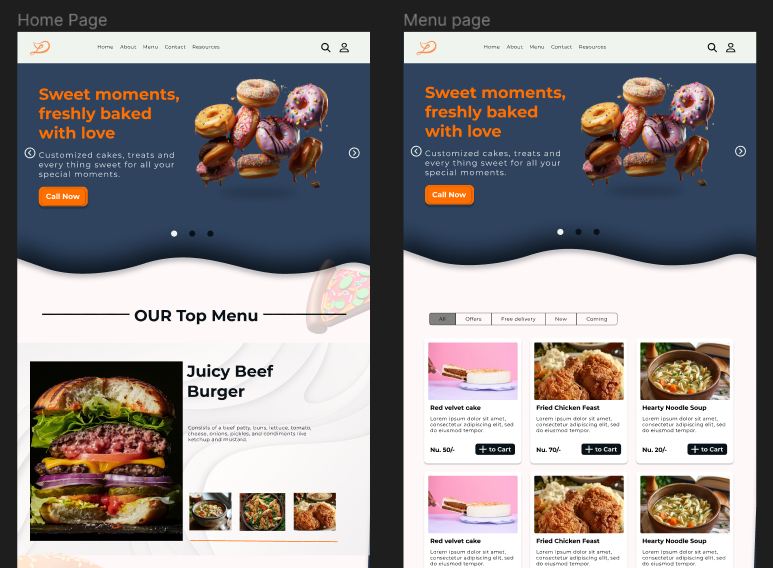 Home Page
Home About Menu Contact Resources
Sweet moments,
freshly baked
with love
Customized cakes, treats and
every thing sweet for all your
special moments.
Call Now
OUR Top Menu
Juicy Beef
Burger
Consists of a beef patty, buns, lettuce, tomato,
cheese, onions, pickles, and condiments like
ketchup and mustard.
Menu page
Home About Menu Contact Resources
Sweet moments,
freshly baked
with love
Customized cakes, treats and
every thing sweet for all your
special moments.
Call Now
All Offers Free delivery New Coming
Red velvet cake
Lorem ipsum dolor sit amet,
consectetur adipiscing elit, sed
do eiusmod tempor.
Nu. 50/- + to Cart
Fried Chicken Feast
Lorem ipsum dolor sit amet,
consectetur adipiscing elit, sed
do eiusmod tempor.
Nu. 70/- + to Cart
Hearty Noodle Soup
Lorem ipsum dolor sit amet,
consectetur adipiscing elit, sed
do eiusmod tempor.
Nu. 20/- + to Cart
Red velvet cake
Lorem ipsum dolor sit amet,
consectetur adipiscing elit, sed
do eiusmod tempor.
Fried Chicken Feast
Lorem ipsum dolor sit amet,
consectetur adipiscing elit, sed
do eiusmod tempor.
Hearty Noodle Soup
Lorem ipsum dolor sit amet,
consectetur adipiscing elit, sed
do eiusmod tempor.